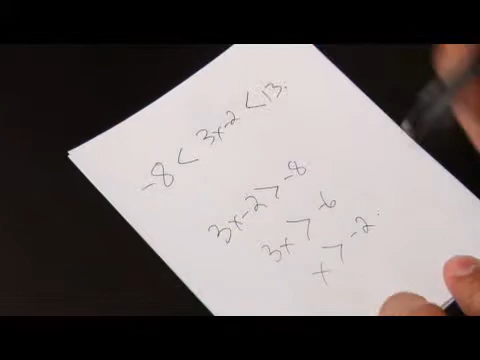 -8 < 3x-2 < 13.
3x-2 > -8
3x > -6
x > -2.